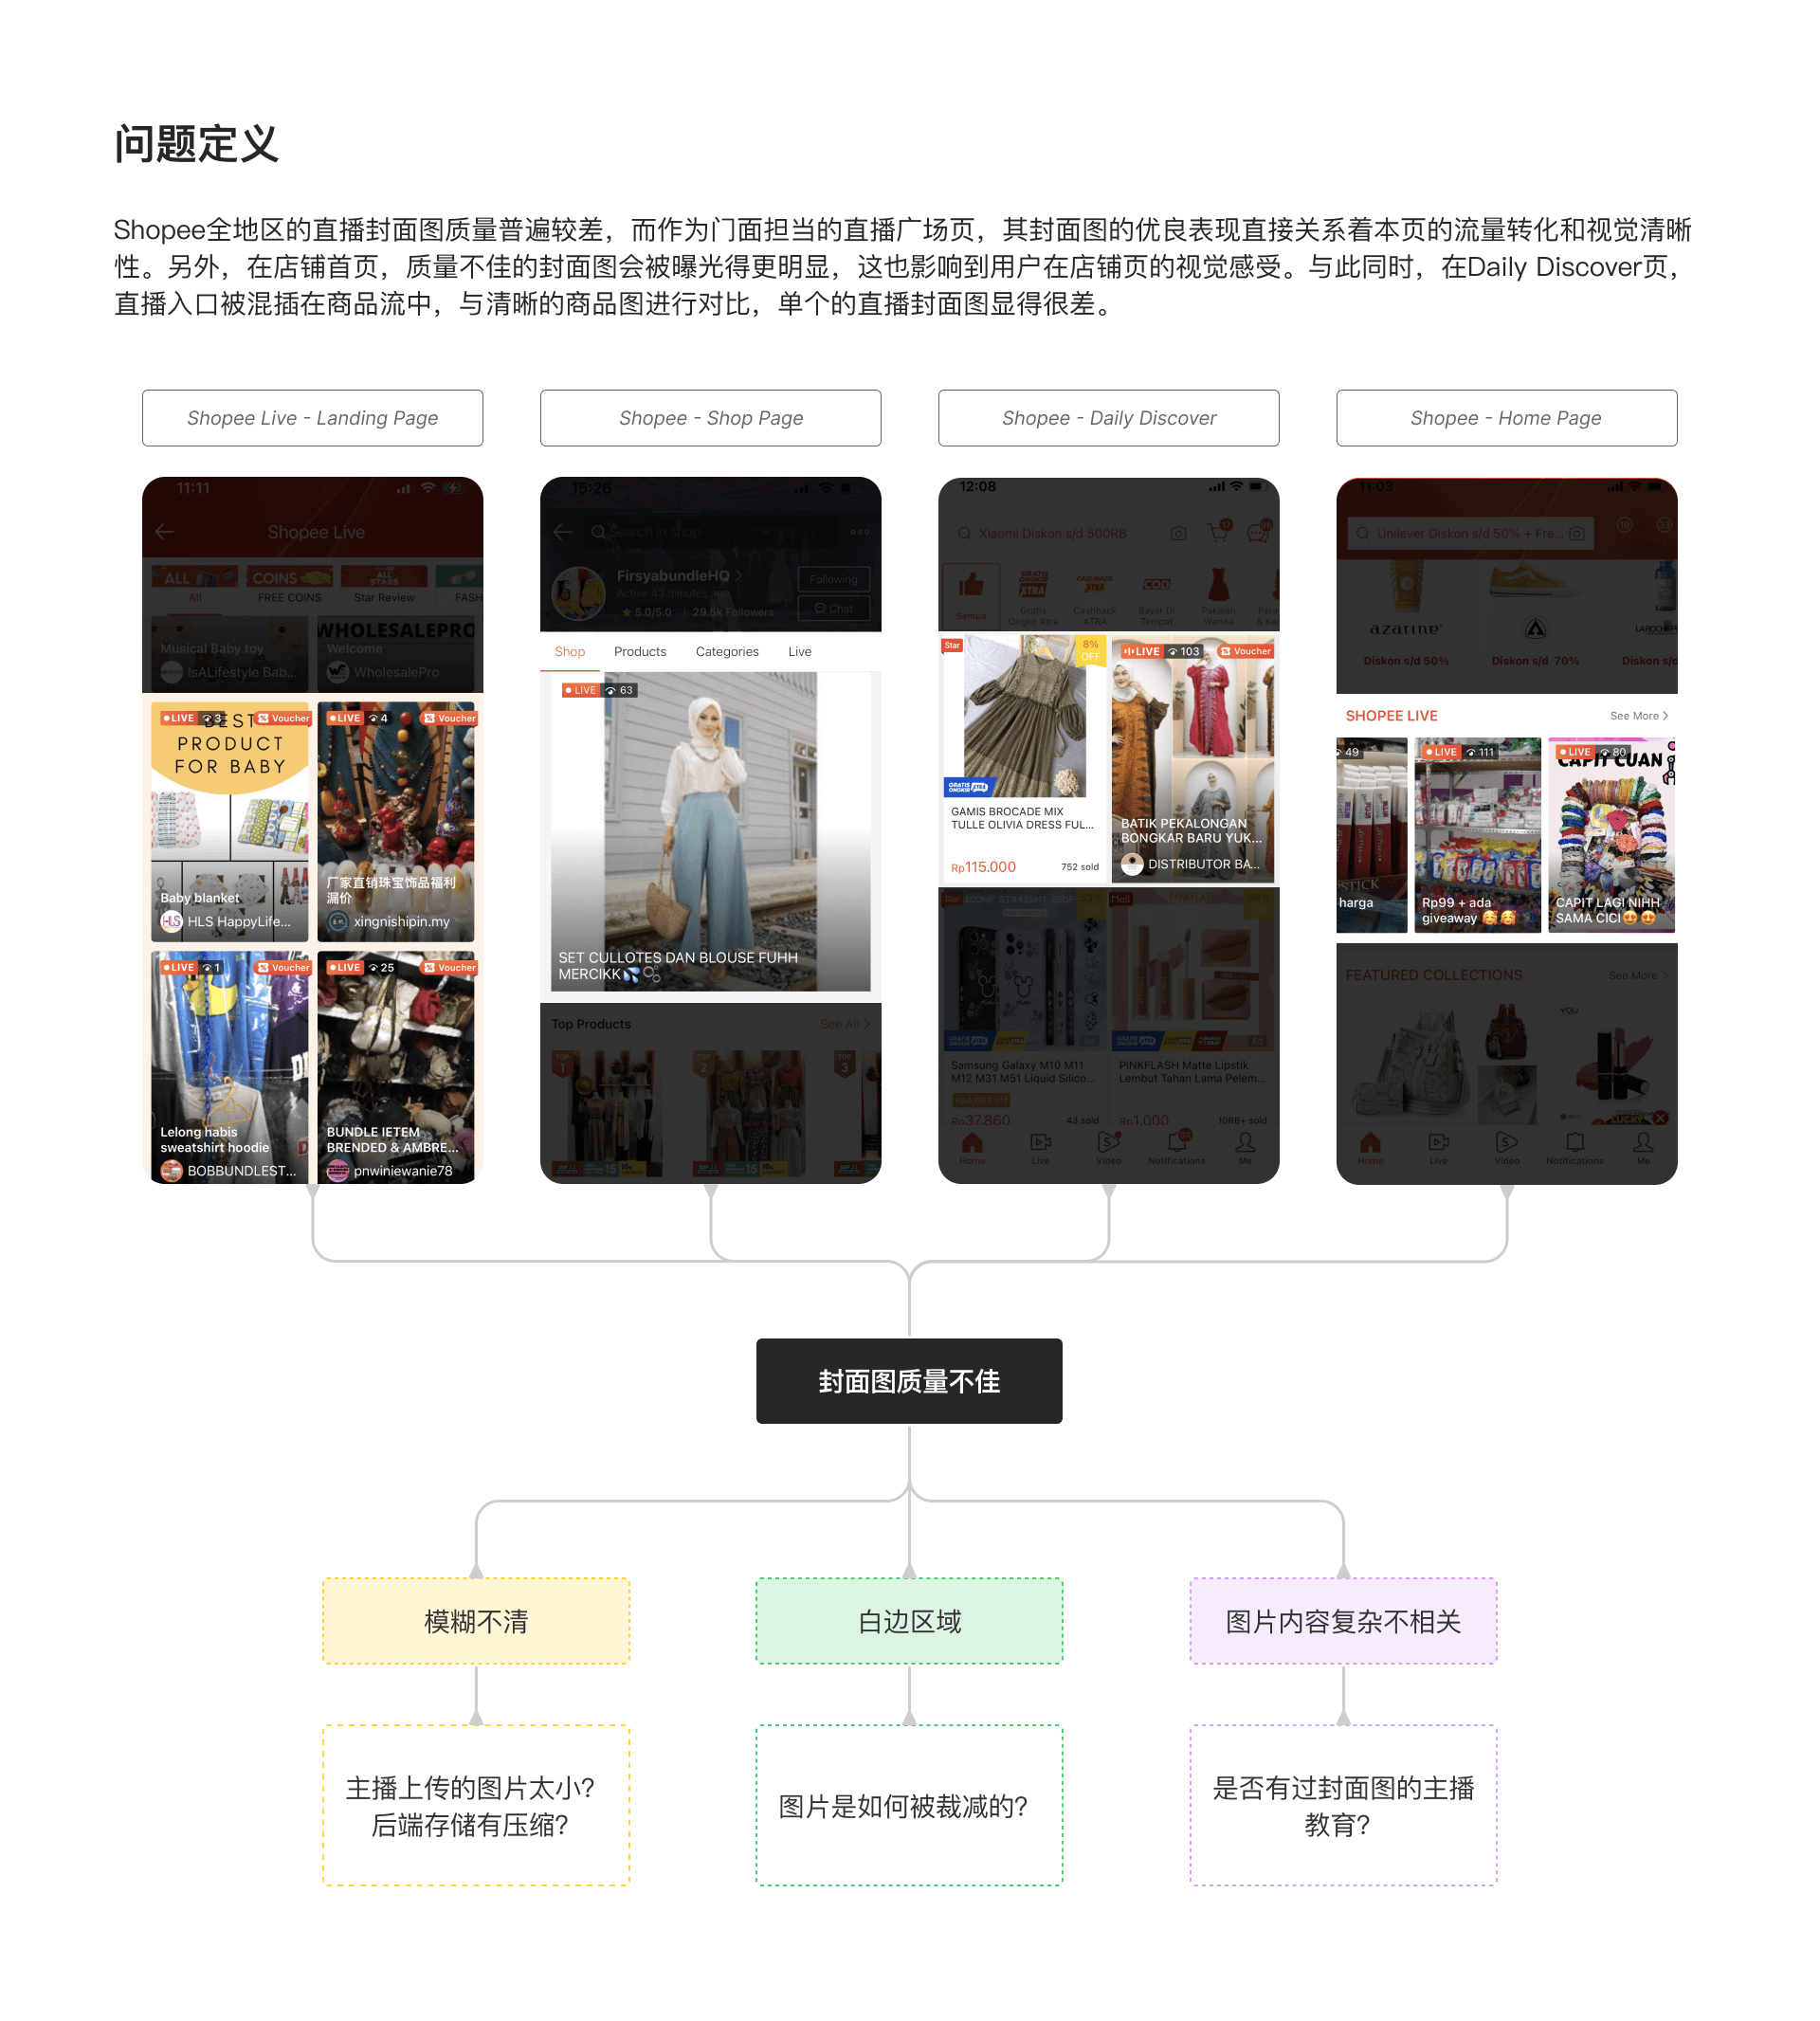 问题定义
Shopee全地区的直播封面图质量普遍较差，而作为门面担当的直播广场页，其封面图的优良表现直接关系着本页的流量转化和视觉清晰
性。另外，在店铺首页，质量不佳的封面图会被曝光得更明显，这也影响到用户在店铺页的视觉感受。与此同时，在Daily Discover页，
直播入口被混插在商品流中，与清晰的商品图进行对比，单个的直播封面图显得很差。
Shopee Live - Landing Page
11:11
Shopee Live
ALL
COINS
ALL STARS
All
FREE COINS
Star Review
FASH
WHOLESALEPRO
Musical Baby toy
IsALifestyle Bab...
Welcome
WholesalePro
LIVE 3 Voucher
BEST
PRODUCT
FOR BABY
Baby blanket
HLS HappyLife...
LIVE 4 Voucher
厂家直销珠宝饰品福利
漏价
xingnishipin.my
LIVE 1 Voucher
Lelong habis
sweatshirt hoodie
BOBBUNDLEST...
LIVE 25 Voucher
BUNDLE IETEM
BRENDED & AMBRE...
pnwiniewanie78
Shopee - Shop Page
15:26
Search in shop
FirsyabundleHQ
Active 43 minutes ago
5.0/5.0 | 29.5k Followers
Following
Chat
Shop Products Categories Live
LIVE 63
SET CULLOTES DAN BLOUSE FUHH
MERCIKK💦🫧
Top Products
See All
TOP 1
TOP 2
TOP 3
Shopee - Daily Discover
12:08
Xiaomi Diskon s/d 500RB
17
Semua
Gratis
Ongkir Xtra
Cashback
XTRA
COD
Bayar Di
Tempat
Pakaian
Wanita
Pera
& Kec
Star
8%
OFF
GRATIS ONGKIR XTRA
GAMIS BROCADE MIX
TULLE OLIVIA DRESS FUL...
Rp115.000
752 sold
LIVE 103 Voucher
BATIK PEKALONGAN
BONGKAR BARU YUK...
DISTRIBUTOR BA...
Star
Mall
Ad
Samsung Galaxy M10 M11
M12 M31 M51 Liquid Silico...
Rp37.860
43 sold
PINKFLASH Matte Lipstik
Lembut Tahan Lama Pelem...
Rp1.000
10RB+ sold
Home
Live
Video
Notifications
Me
Shopee - Home Page
11:03
Unilever Diskon s/d 50% + Fre...
azarine
Diskon s/d 50%
Diskon s/d 70%
Diskon s/d
SHOPEE LIVE
See More
49
harga
LIVE 111
Rp99 + ada
giveaway 🥰🥰
LIVE 80
CAPIT CUAN
CAPIT LAGI NIHH
SAMA CICI😍😍
FEATURED COLLECTIONS
See More
YOU
Home
Live
Video
Notifications
Me
封面图质量不佳
模糊不清
白边区域
图片内容复杂不相关
主播上传的图片太小?
后端存储有压缩?
图片是如何被裁减的?
是否有过封面图的主播
教育?